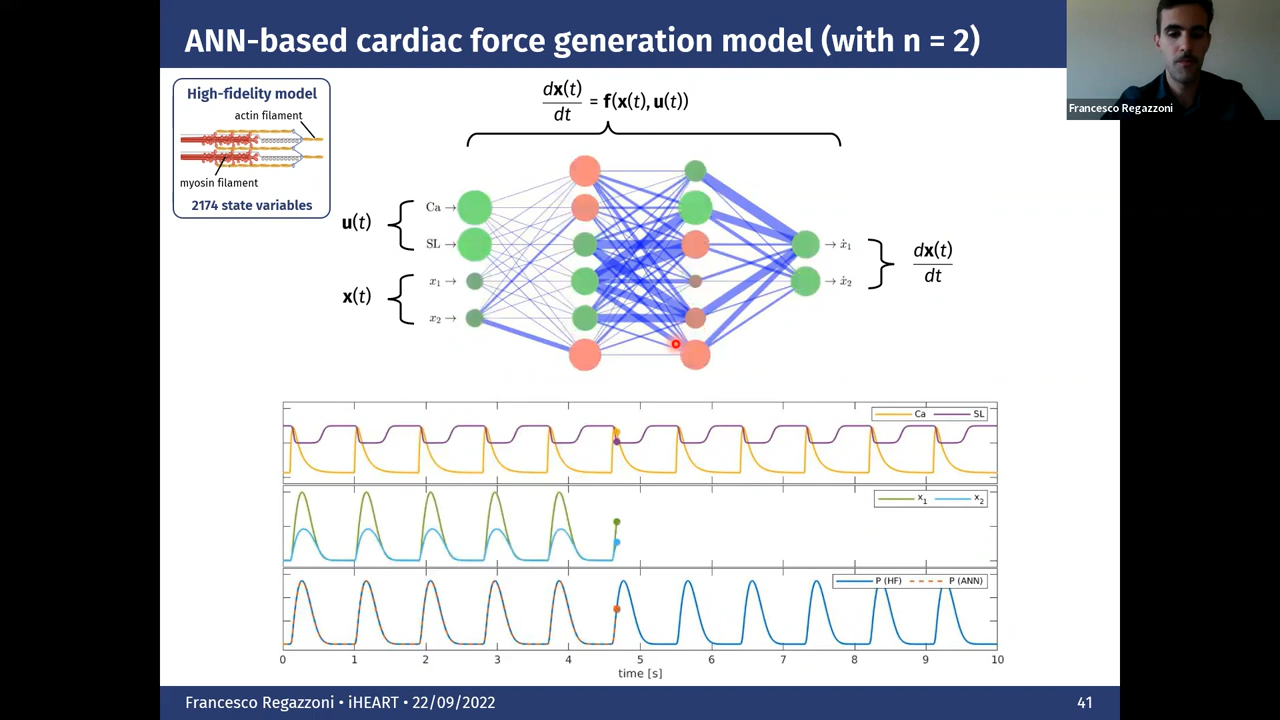 ANN-based cardiac force generation model (with n = 2)
Francesco Regazzoni
High-fidelity model
actin filament
myosin filament
2174 state variables
dx(t)
dt
= f(x(t), u(t))
u(t)
Ca →
SL →
x(t)
x₁ →
x₂ →
→ ẋ₁
→ ẋ₂
dx(t)
dt
Ca SL
x₁ x₂
P (HF) P (ANN)
0 1 2 3 4 5 6 7 8 9 10
time [s]
Francesco Regazzoni • iHEART • 22/09/2022
41